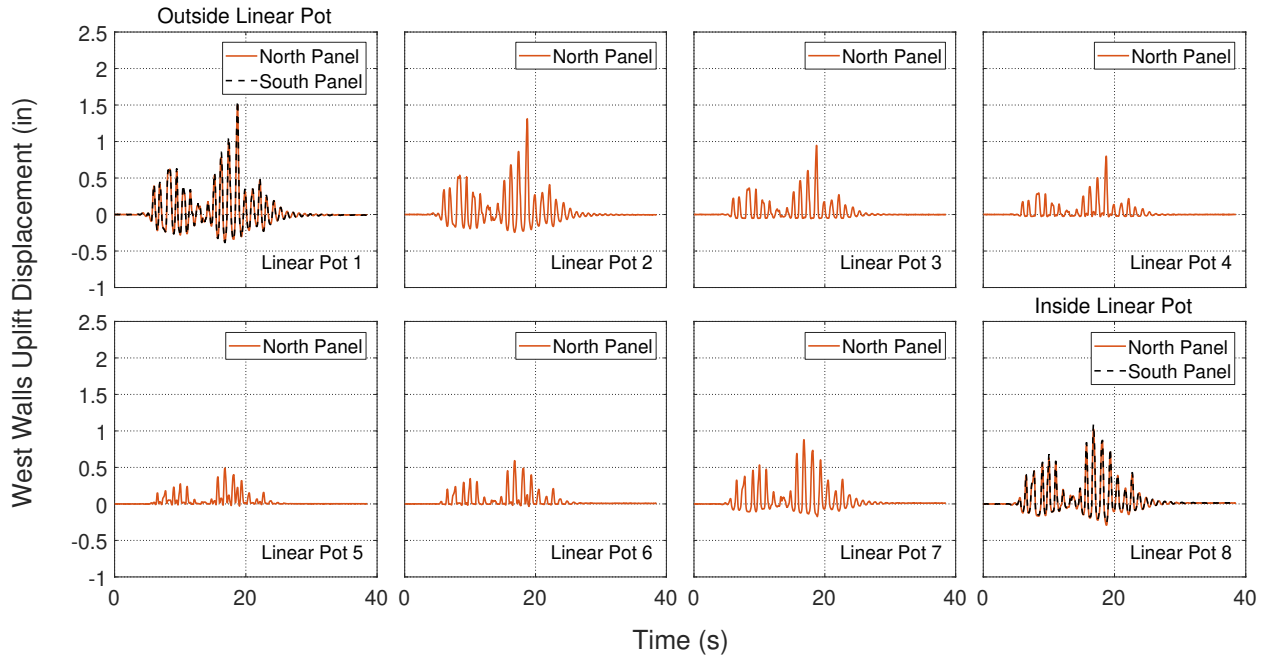 Outside Linear Pot
West Walls Uplift Displacement (in)
2.5
2
1.5
1
0.5
0
-0.5
-1
North Panel
South Panel
Linear Pot 1
North Panel
Linear Pot 2
North Panel
Linear Pot 3
North Panel
Linear Pot 4
2.5
2
1.5
1
0.5
0
-0.5
-1
North Panel
Linear Pot 5
0 20 40
North Panel
Linear Pot 6
0 20 40
North Panel
Linear Pot 7
0 20 40
Inside Linear Pot
North Panel
South Panel
Linear Pot 8
0 20 40
Time (s)